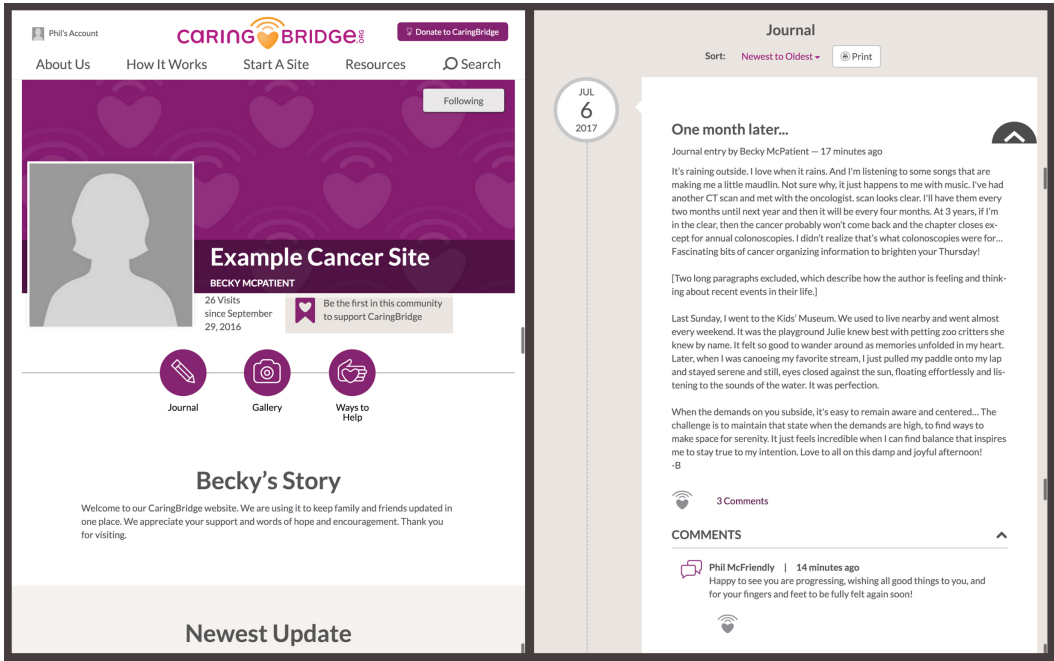 Phil's Account
CaringBridge.ORG
Donate to CaringBridge
About Us
How It Works
Start A Site
Resources
Search
Following
Example Cancer Site
BECKY MCPATIENT
26 Visits
since September
29, 2016
Be the first in this community
to support CaringBridge
Journal
Gallery
Ways to
Help
Becky's Story
Welcome to our CaringBridge website. We are using it to keep family and friends updated in
one place. We appreciate your support and words of hope and encouragement. Thank you
for visiting.
Newest Update
Journal
Sort: Newest to Oldest
Print
JUL
6
2017
One month later...
Journal entry by Becky McPatient — 17 minutes ago
It's raining outside. I love when it rains. And I'm listening to some songs that are
making me a little maudlin. Not sure why, it just happens to me with music. I've had
another CT scan and met with the oncologist. scan looks clear. I'll have them every
two months until next year and then it will be every four months. At 3 years, if I'm
in the clear, then the cancer probably won't come back and the chapter closes ex-
cept for annual colonoscopies. I didn't realize that's what colonoscopies were for...
Fascinating bits of cancer organizing information to brighten your Thursday!
[Two long paragraphs excluded, which describe how the author is feeling and think-
ing about recent events in their life.]
Last Sunday, I went to the Kids' Museum. We used to live nearby and went almost
every weekend. It was the playground Julie knew best with petting zoo critters she
knew by name. It felt so good to wander around as memories unfolded in my heart.
Later, when I was canoeing my favorite stream, I just pulled my paddle onto my lap
and stayed serene and still, eyes closed against the sun, floating effortlessly and lis-
tening to the sounds of the water. It was perfection.
When the demands on you subside, it's easy to remain aware and centered... The
challenge is to maintain that state when the demands are high, to find ways to
make space for serenity. It just feels incredible when I can find balance that inspires
me to stay true to my intention. Love to all on this damp and joyful afternoon!
-B
3 Comments
COMMENTS
Phil McFriendly | 14 minutes ago
Happy to see you are progressing, wishing all good things to you, and
for your fingers and feet to be fully felt again soon!